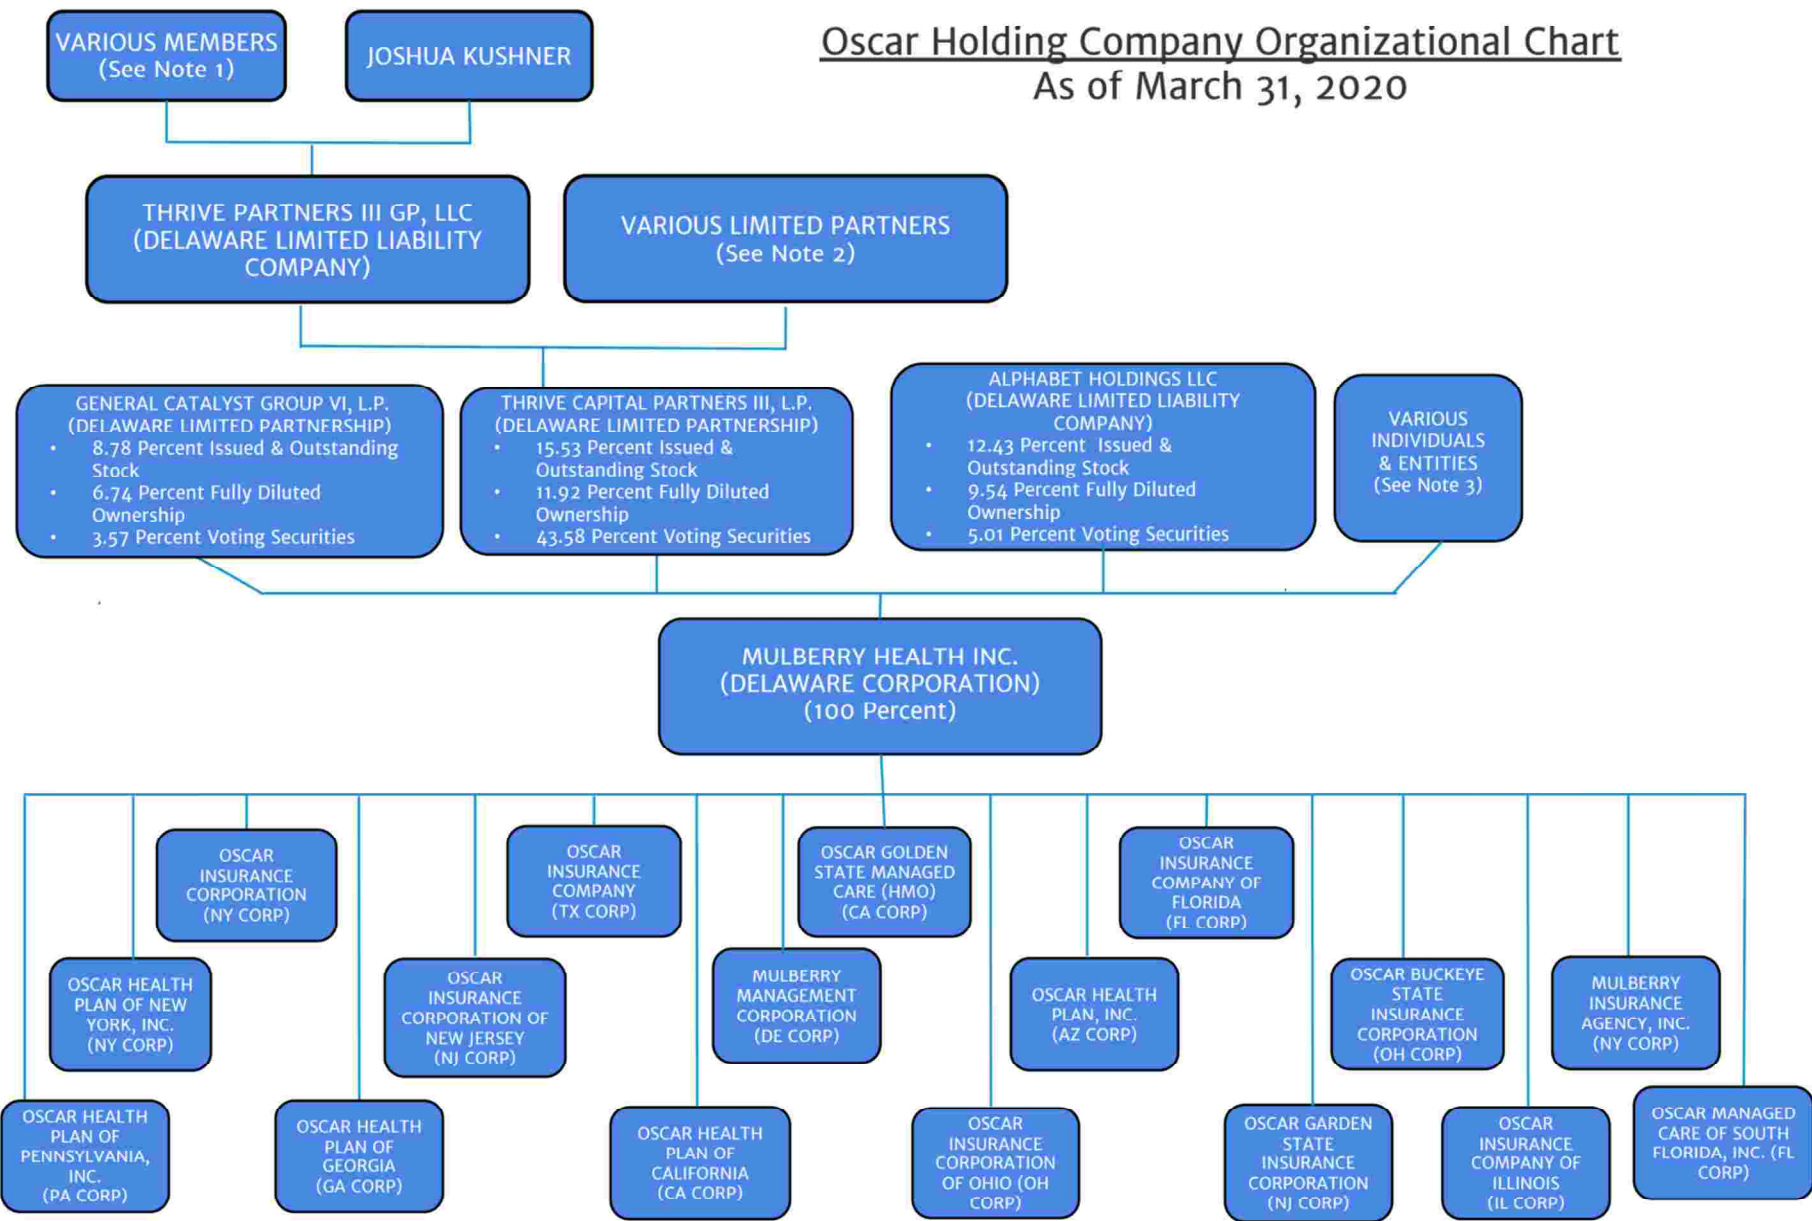 Oscar Holding Company Organizational Chart
As of March 31, 2020
VARIOUS MEMBERS
(See Note 1)
JOSHUA KUSHNER
THRIVE PARTNERS III GP, LLC
(DELAWARE LIMITED LIABILITY
COMPANY)
VARIOUS LIMITED PARTNERS
(See Note 2)
GENERAL CATALYST GROUP VI, L.P.
(DELAWARE LIMITED PARTNERSHIP)
• 8.78 Percent Issued & Outstanding
Stock
• 6.74 Percent Fully Diluted
Ownership
• 3.57 Percent Voting Securities
THRIVE CAPITAL PARTNERS III, L.P.
(DELAWARE LIMITED PARTNERSHIP)
• 15.53 Percent Issued &
Outstanding Stock
• 11.92 Percent Fully Diluted
Ownership
• 43.58 Percent Voting Securities
ALPHABET HOLDINGS LLC
(DELAWARE LIMITED LIABILITY
COMPANY)
• 12.43 Percent Issued &
Outstanding Stock
• 9.54 Percent Fully Diluted
Ownership
• 5.01 Percent Voting Securities
VARIOUS
INDIVIDUALS
& ENTITIES
(See Note 3)
MULBERRY HEALTH INC.
(DELAWARE CORPORATION)
(100 Percent)
OSCAR
INSURANCE
CORPORATION
(NY CORP)
OSCAR
INSURANCE
COMPANY
(TX CORP)
OSCAR GOLDEN
STATE MANAGED
CARE (HMO)
(CA CORP)
OSCAR
INSURANCE
COMPANY OF
FLORIDA
(FL CORP)
OSCAR HEALTH
PLAN OF NEW
YORK, INC.
(NY CORP)
OSCAR
INSURANCE
CORPORATION OF
NEW JERSEY
(NJ CORP)
MULBERRY
MANAGEMENT
CORPORATION
(DE CORP)
OSCAR HEALTH
PLAN, INC.
(AZ CORP)
OSCAR BUCKEYE
STATE
INSURANCE
CORPORATION
(OH CORP)
MULBERRY
INSURANCE
AGENCY, INC.
(NY CORP)
OSCAR HEALTH
PLAN OF
PENNSYLVANIA,
INC.
(PA CORP)
OSCAR HEALTH
PLAN OF
GEORGIA
(GA CORP)
OSCAR HEALTH
PLAN OF
CALIFORNIA
(CA CORP)
OSCAR
INSURANCE
CORPORATION
OF OHIO (OH
CORP)
OSCAR GARDEN
STATE
INSURANCE
CORPORATION
(NJ CORP)
OSCAR
INSURANCE
COMPANY OF
ILLINOIS
(IL CORP)
OSCAR MANAGED
CARE OF SOUTH
FLORIDA, INC. (FL
CORP)